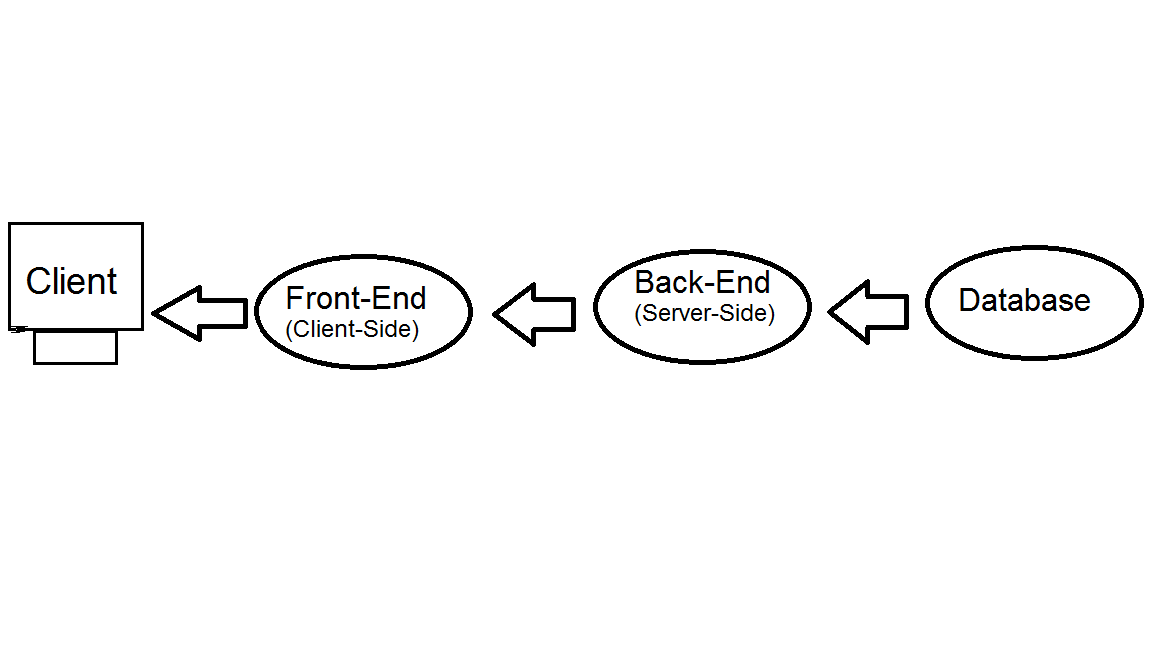 Client
Front-End
(Client-Side)
Back-End
(Server-Side)
Database